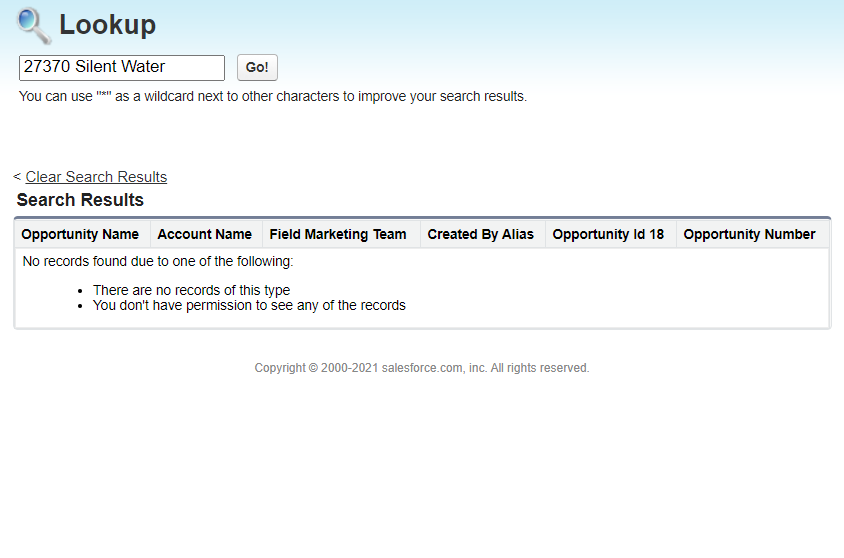 Lookup
27370 Silent Water
Go!
You can use "*" as a wildcard next to other characters to improve your search results.
< Clear Search Results
Search Results
Opportunity Name Account Name Field Marketing Team Created By Alias Opportunity Id 18 Opportunity Number
No records found due to one of the following:
• There are no records of this type
• You don't have permission to see any of the records
Copyright © 2000-2021 salesforce.com, inc. All rights reserved.